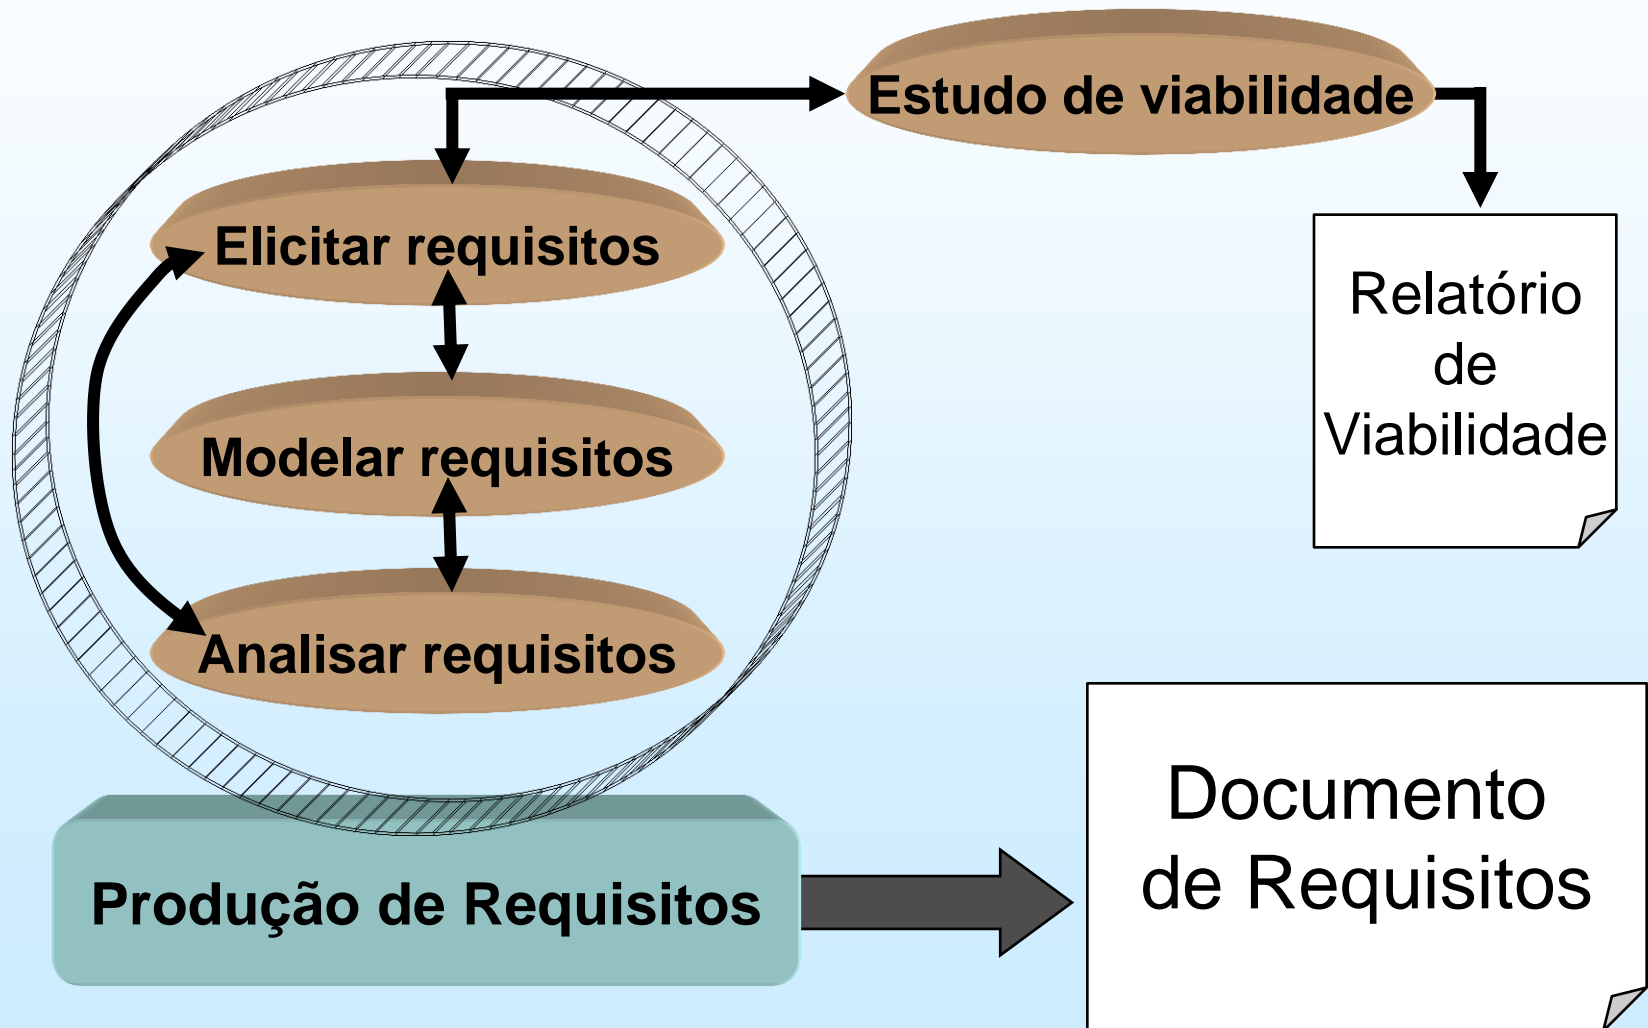 Estudo de viabilidade
Elicitar requisitos
Modelar requisitos
Analisar requisitos
Relatório
de
Viabilidade
Produção de Requisitos
Documento
de Requisitos